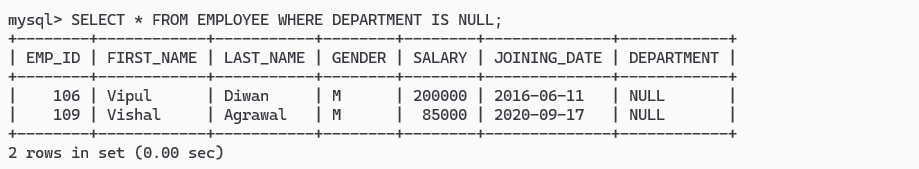 mysql> SELECT * FROM EMPLOYEE WHERE DEPARTMENT IS NULL;
+--------+------------+-----------+--------+--------+--------------+------------+
| EMP_ID | FIRST_NAME | LAST_NAME | GENDER | SALARY | JOINING_DATE | DEPARTMENT |
+--------+------------+-----------+--------+--------+--------------+------------+
|    106 | Vipul      | Diwan     | M      | 200000 | 2016-06-11   | NULL       |
|    109 | Vishal     | Agrawal   | M      |  85000 | 2020-09-17   | NULL       |
+--------+------------+-----------+--------+--------+--------------+------------+
2 rows in set (0.00 sec)